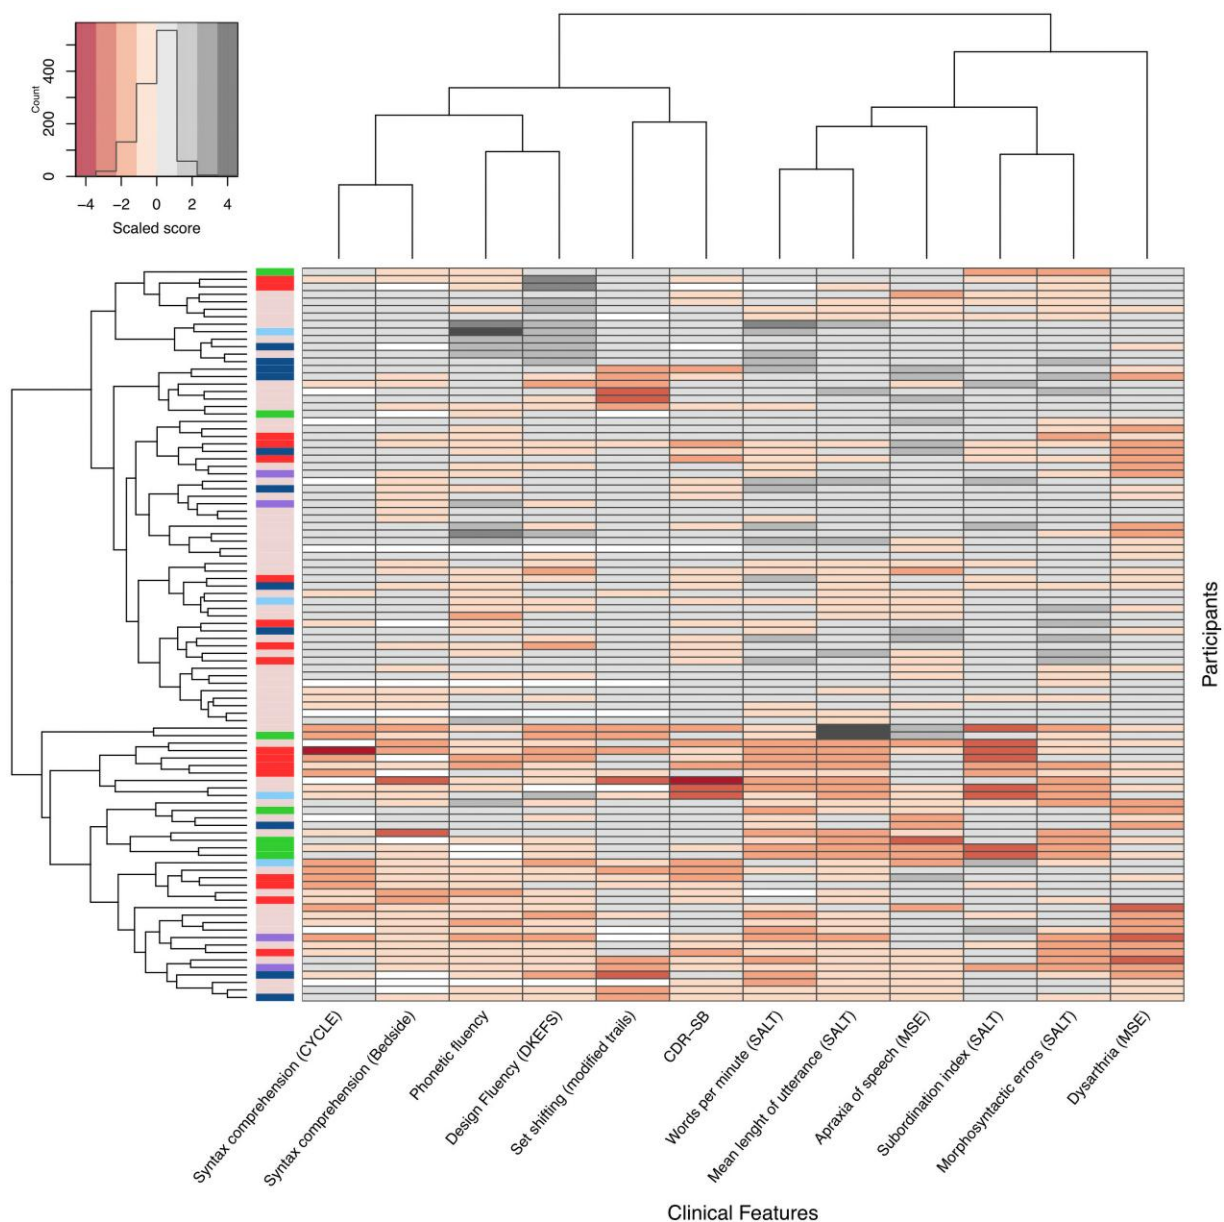 Count
0
200
400
−4
−2
0
2
4
Scaled score
Participants
Syntax comprehension (CYCLE)
Syntax comprehension (Bedside)
Phonetic fluency
Design Fluency (DKEFS)
Set shifting (modified trails)
CDR−SB
Words per minute (SALT)
Mean lenght of utterance (SALT)
Apraxia of speech (MSE)
Subordination index (SALT)
Morphosyntactic errors (SALT)
Dysarthria (MSE)
Clinical Features